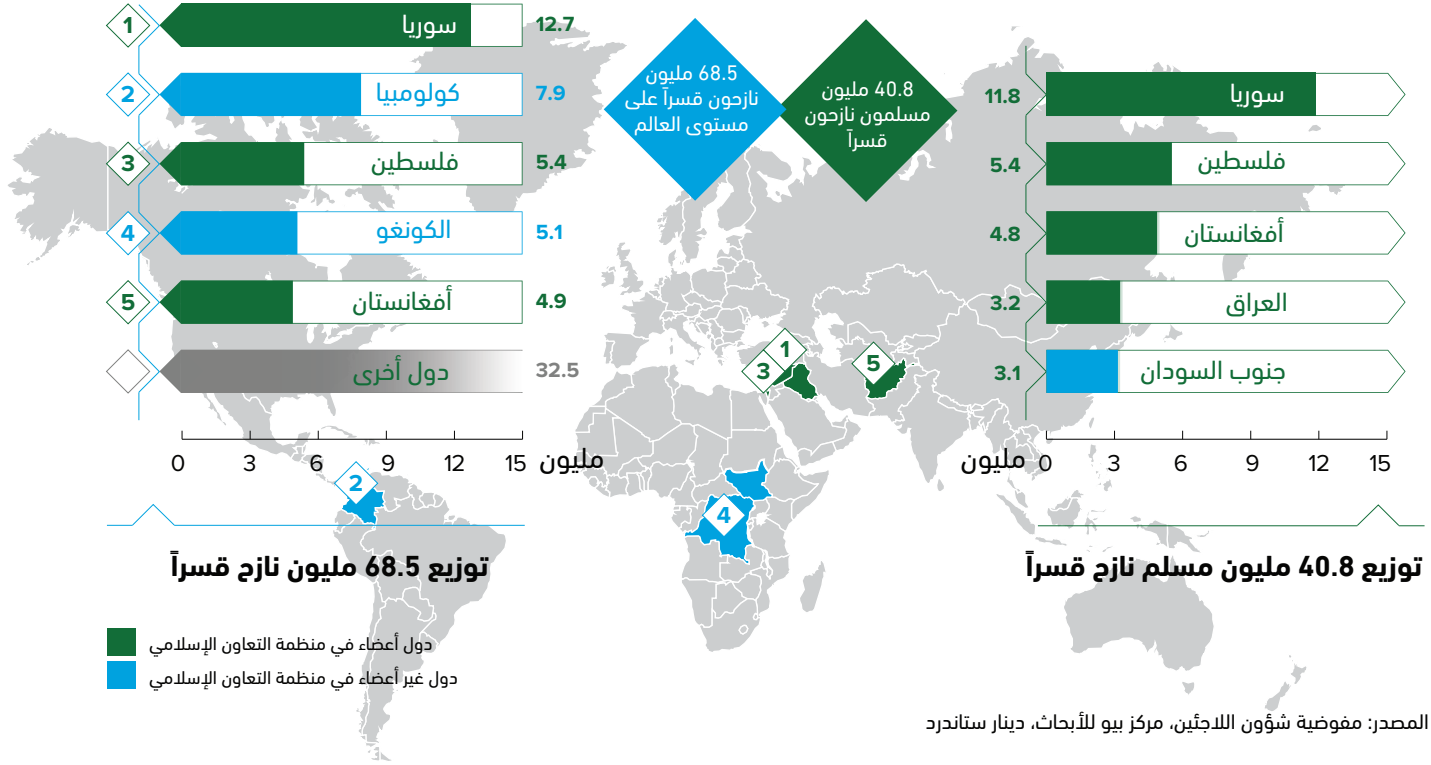 68.5 مليون
نازحون قسراً على
مستوى العالم
40.8 مليون
مسلمون نازحون
قسراً
11.8 سوريا
5.4 فلسطين
4.8 أفغانستان
3.2 العراق
3.1 جنوب السودان
مليون 0 3 6 9 12 15
توزيع 40.8 مليون مسلم نازح قسراً
1 سوريا 12.7
2 كولومبيا 7.9
3 فلسطين 5.4
4 الكونغو 5.1
5 أفغانستان 4.9
دول أخرى 32.5
0 3 6 9 12 15 مليون
توزيع 68.5 مليون نازح قسراً
1
3
5
2
4
دول أعضاء في منظمة التعاون الإسلامي
دول غير أعضاء في منظمة التعاون الإسلامي
المصدر: مفوضية شؤون اللاجئين، مركز بيو للأبحاث، دينار ستاندرد